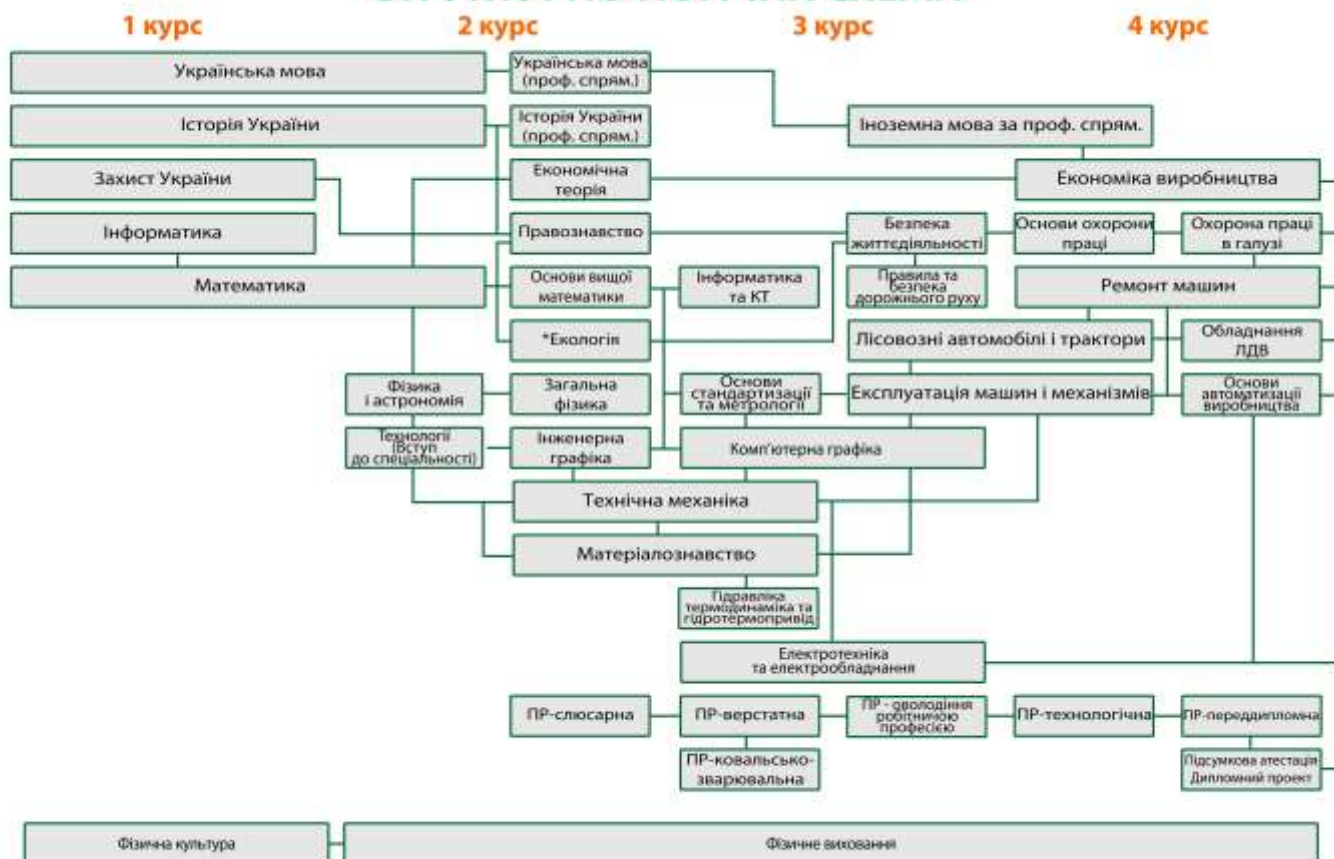 1 курс
2 курс
3 курс
4 курс
Українська мова
Українська мова
(проф. спрям.)
Історія України
Історія України
(проф. спрям.)
Іноземна мова за проф. спрям.
Захист України
Економічна
теорія
Економіка виробництва
Інформатика
Правознавство
Безпека
життєдіяльності
Основи охорони
праці
Охорона праці
в галузі
Математика
Основи вищої
математики
Інформатика
та КТ
Правила та
безпека
дорожнього руху
Ремонт машин
*Екологія
Лісовозні автомобілі і трактори
Обладнання
ЛДВ
Фізика
і астрономія
Загальна
фізика
Основи
стандартизації
та метрології
Експлуатація машин і механізмів
Основи
автоматизації
виробництва
Технології
(Вступ
до спеціальності)
Інженерна
графіка
Комп'ютерна графіка
Технічна механіка
Матеріалознавство
Гідравліка
термодинаміка та
гідротермопривід
Електротехніка
та електрообладнання
ПР-слюсарна
ПР-верстатна
ПР - оволодіння
робітничою
професією
ПР-технологічна
ПР-переддипломна
ПР-ковальсько-
зварювальна
Підсумкова атестація
Дипломний проект
Фізична культура
Фізичне виховання